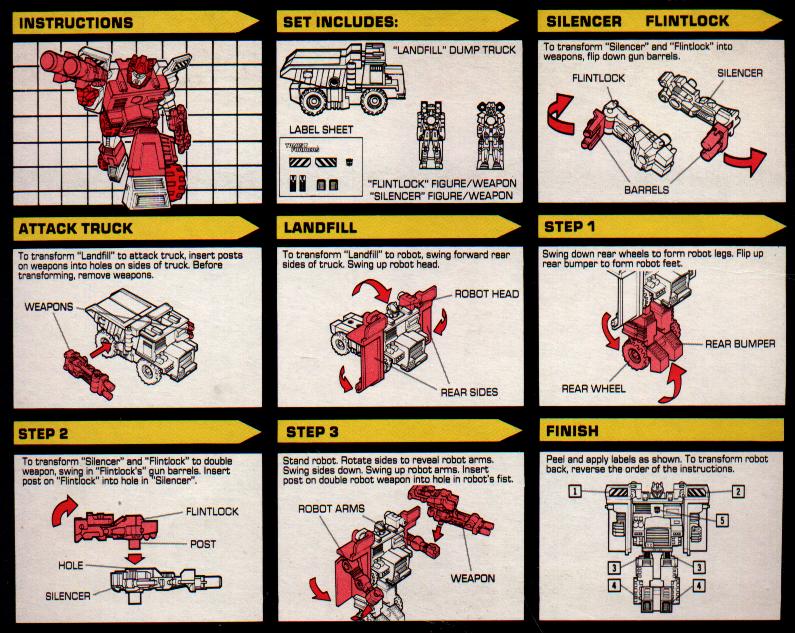 INSTRUCTIONS
SET INCLUDES:
"LANDFILL" DUMP TRUCK
LABEL SHEET
"FLINTLOCK" FIGURE/WEAPON
"SILENCER" FIGURE/WEAPON
SILENCER FLINTLOCK
To transform "Silencer" and "Flintlock" into
weapons, flip down gun barrels.
FLINTLOCK
SILENCER
BARRELS
ATTACK TRUCK
To transform "Landfill" to attack truck, insert posts
on weapons into holes on sides of truck. Before
transforming, remove weapons.
WEAPONS
LANDFILL
To transform "Landfill" to robot, swing forward rear
sides of truck. Swing up robot head.
ROBOT HEAD
REAR SIDES
STEP 1
Swing down rear wheels to form robot legs. Flip up
rear bumper to form robot feet.
REAR BUMPER
REAR WHEEL
STEP 2
To transform "Silencer" and "Flintlock" to double
weapon, swing in "Flintlock's" gun barrels. Insert
post on "Flintlock" into hole in "Silencer".
FLINTLOCK
POST
HOLE
SILENCER
STEP 3
Stand robot. Rotate sides to reveal robot arms.
Swing sides down. Swing up robot arms. Insert
post on double robot weapon into hole in robot's fist.
ROBOT ARMS
WEAPON
FINISH
Peel and apply labels as shown. To transform robot
back, reverse the order of the instructions.
1
2
5
3
3
4
4